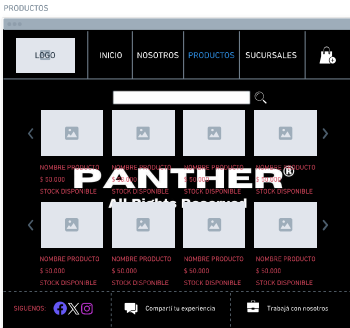 PRODUCTOS
LOGO
INICIO
NOSOTROS
PRODUCTOS
SUCURSALES
NOMBRE PRODUCTO NOMBRE PRODUCTO NOMBRE PRODUCTO NOMBRE PRODUCTO
$ 50.000 $ 50.000 $ 50.000 $ 50.000
PANTHER®
STOCK DISPONIBLE STOCK DISPONIBLE STOCK DISPONIBLE STOCK DISPONIBLE
All Rights Reserved
NOMBRE PRODUCTO NOMBRE PRODUCTO NOMBRE PRODUCTO NOMBRE PRODUCTO
$ 50.000 $ 50.000 $ 50.000 $ 50.000
STOCK DISPONIBLE STOCK DISPONIBLE STOCK DISPONIBLE STOCK DISPONIBLE
SIGUENOS:
Compartí tu experiencia
Trabajá con nosotros